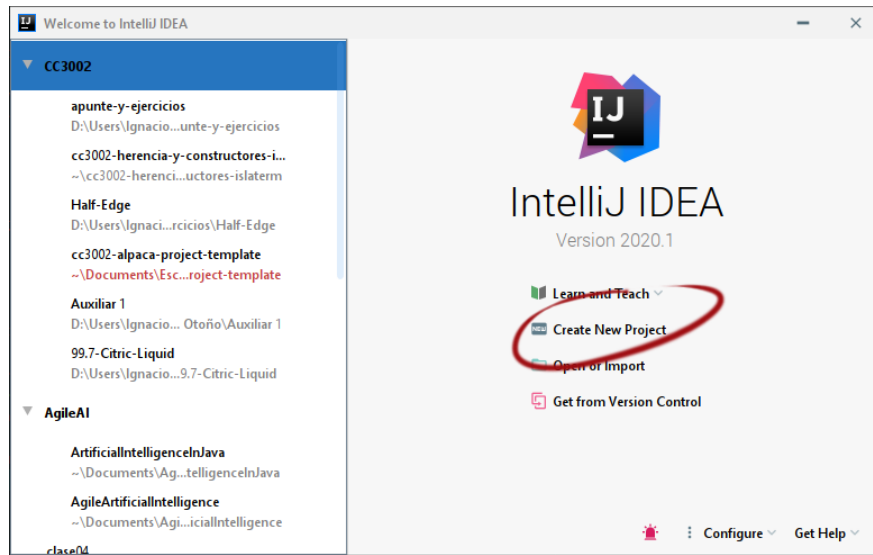 IJ Welcome to IntelliJ IDEA
CC3002
apunte-y-ejercicios
D:\Users\Ignacio...unte-y-ejercicios
cc3002-herencia-y-constructores-i...
~\cc3002-herenci...uctores-islaterm
Half-Edge
D:\Users\Ignaci...rcicios\Half-Edge
cc3002-alpaca-project-template
~\Documents\Esc...roject-template
Auxiliar 1
D:\Users\Ignacio... Otoño\Auxiliar 1
99.7-Citric-Liquid
D:\Users\Ignacio...9.7-Citric-Liquid
AgileAI
ArtificialIntelligenceInJava
~\Documents\Ag...telligenceInJava
AgileArtificialIntelligence
~\Documents\Agi...icialIntelligence
clase04
IJ
IntelliJ IDEA
Version 2020.1
Learn and Teach
NEW Create New Project
Open or Import
Get from Version Control
Configure Get Help